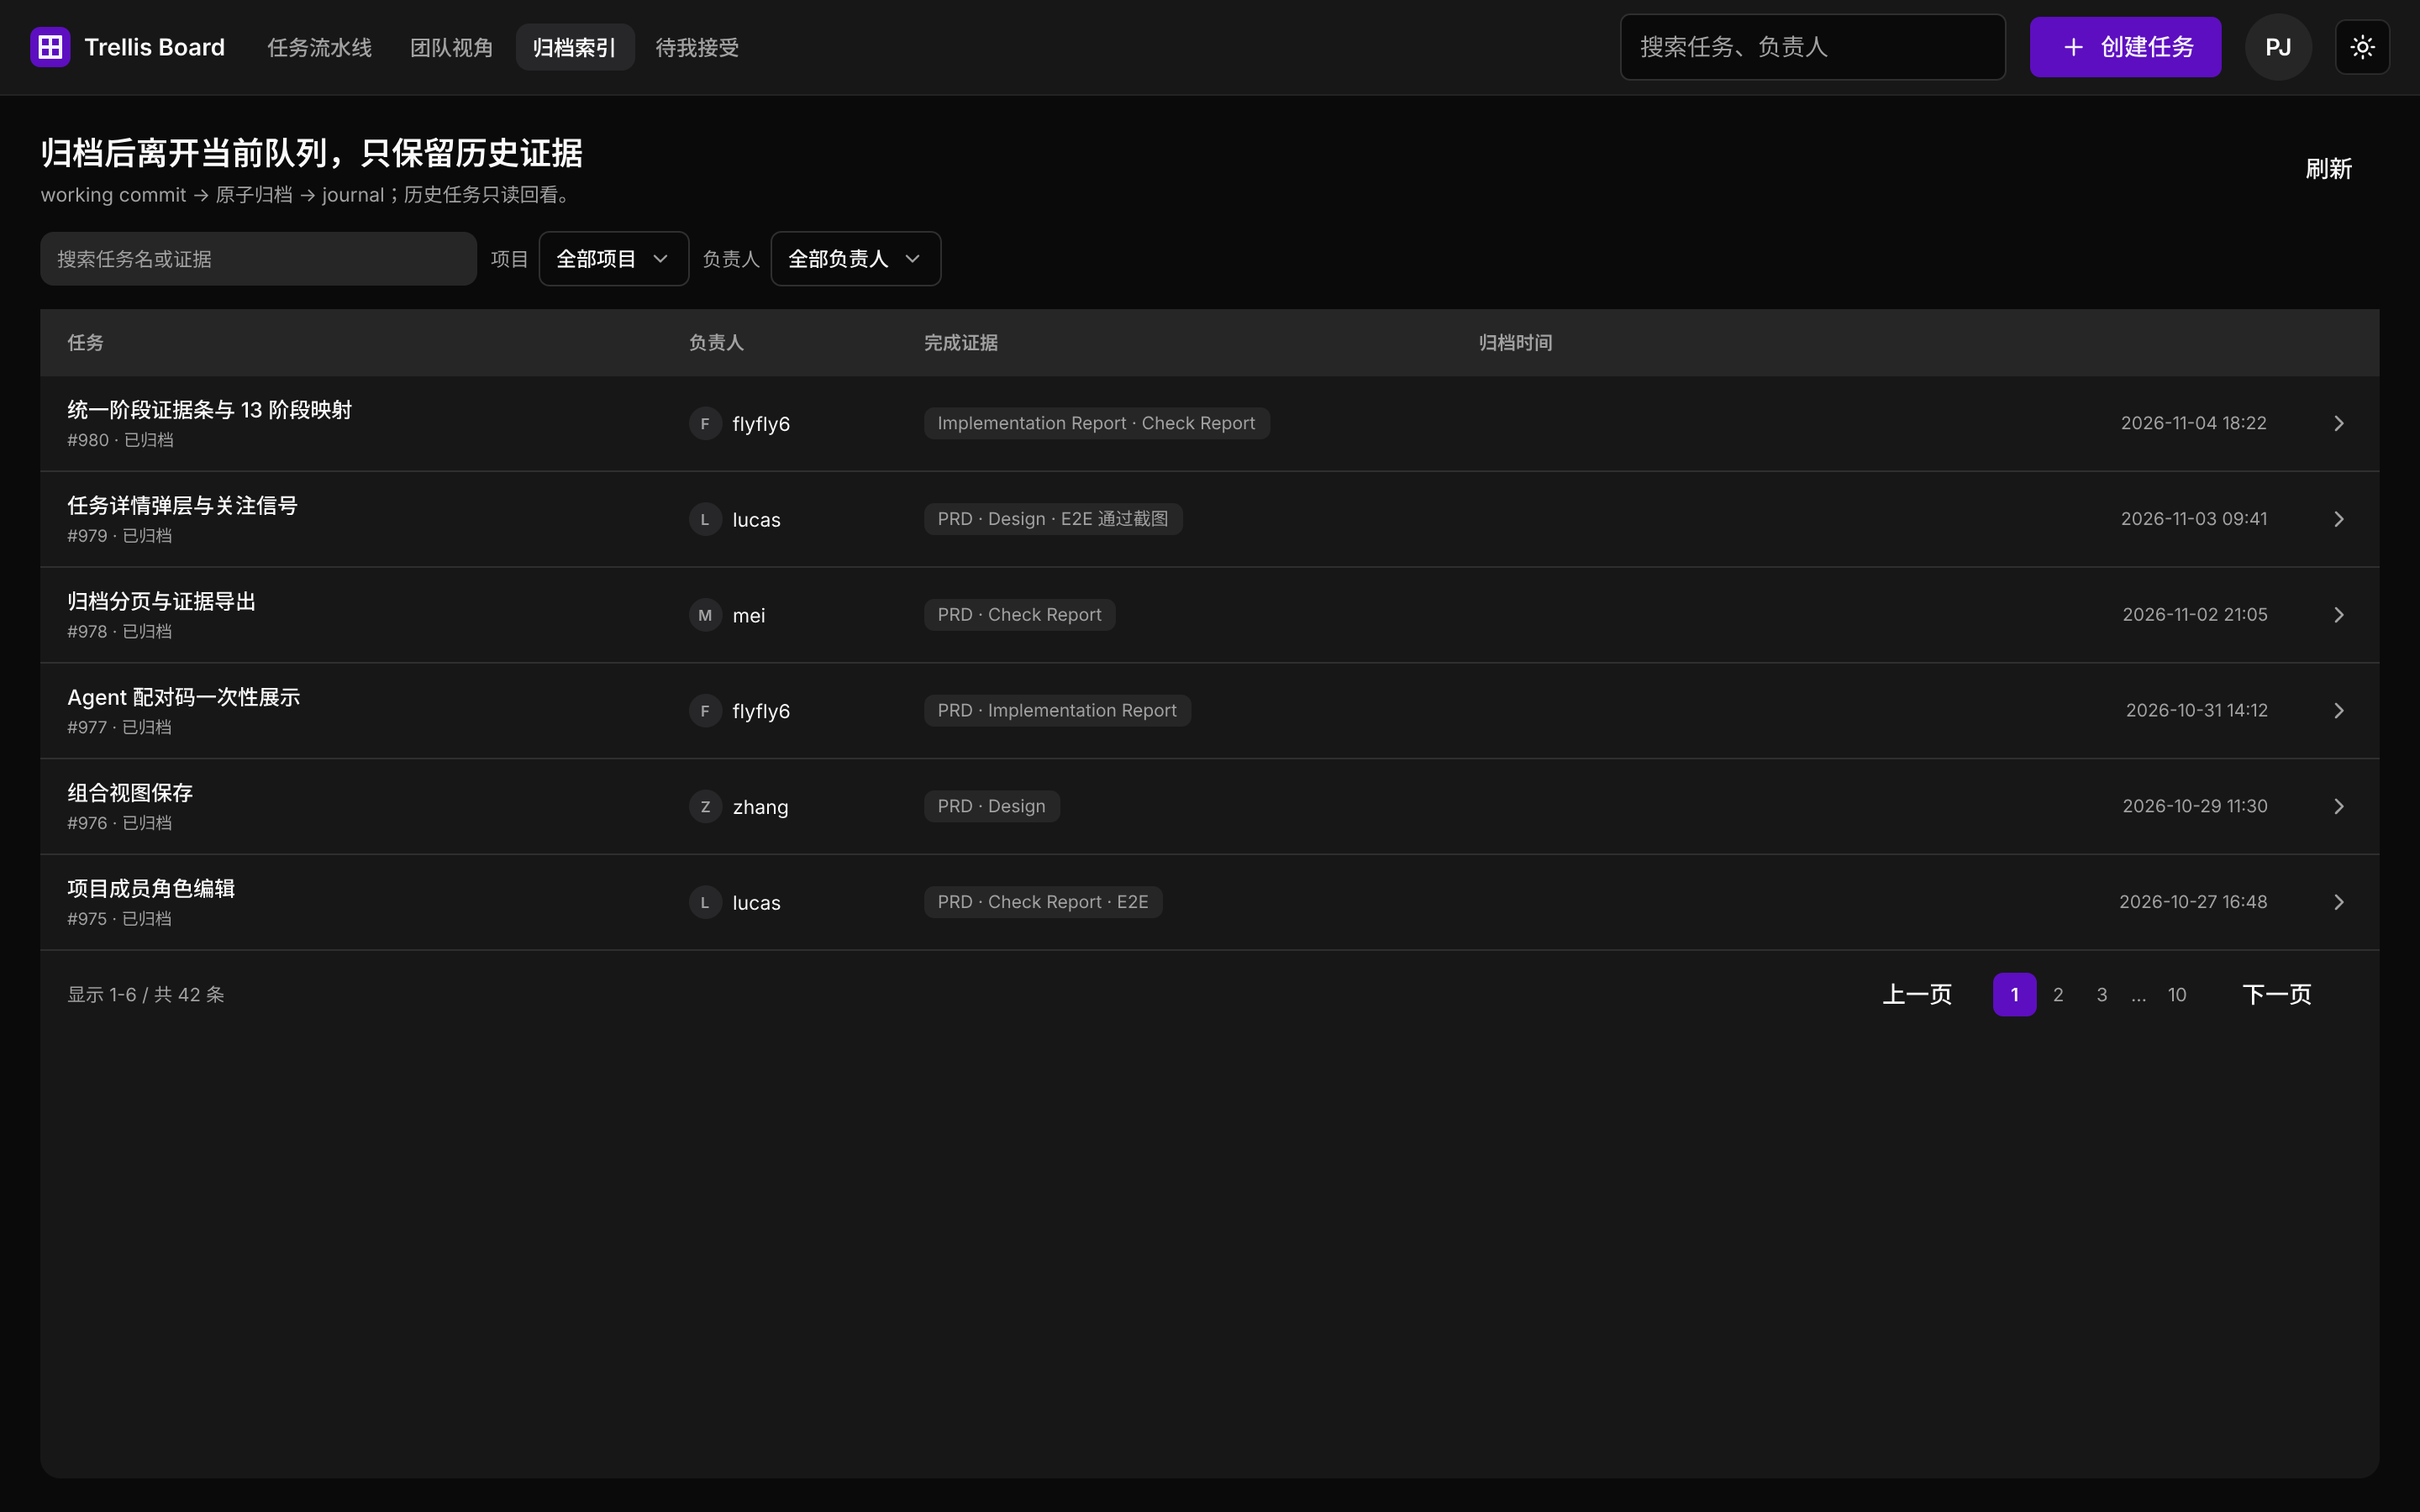 Trellis Board 任务流水线 团队视角 归档索引 待我接受 搜索任务、负责人 + 创建任务 PJ
归档后离开当前队列，只保留历史证据
刷新
working commit → 原子归档 → journal；历史任务只读回看。
搜索任务名或证据 项目 全部项目 负责人 全部负责人
任务 负责人 完成证据 归档时间
统一阶段证据条与 13 阶段映射
#980 · 已归档
F flyfly6 Implementation Report · Check Report 2026-11-04 18:22
任务详情弹层与关注信号
#979 · 已归档
L lucas PRD · Design · E2E 通过截图 2026-11-03 09:41
归档分页与证据导出
#978 · 已归档
M mei PRD · Check Report 2026-11-02 21:05
Agent 配对码一次性展示
#977 · 已归档
F flyfly6 PRD · Implementation Report 2026-10-31 14:12
组合视图保存
#976 · 已归档
Z zhang PRD · Design 2026-10-29 11:30
项目成员角色编辑
#975 · 已归档
L lucas PRD · Check Report · E2E 2026-10-27 16:48
显示 1-6 / 共 42 条 上一页 1 2 3 ... 10 下一页